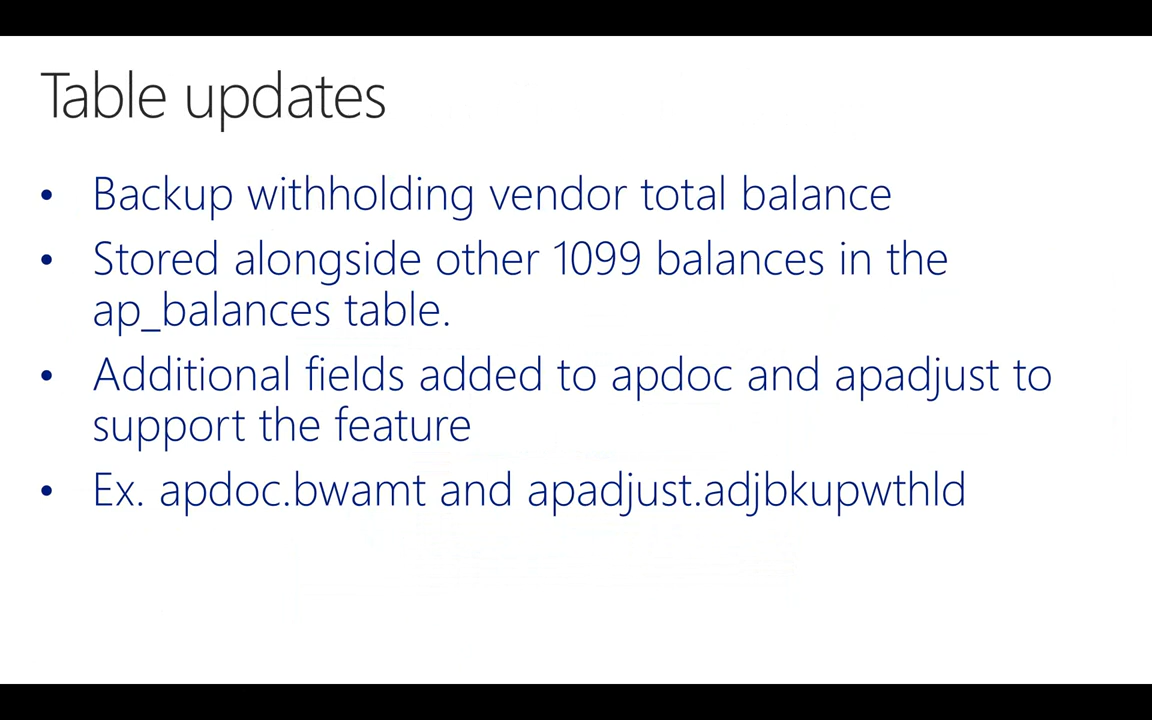 Table updates
• Backup withholding vendor total balance
• Stored alongside other 1099 balances in the
ap_balances table.
• Additional fields added to apdoc and apadjust to
support the feature
• Ex. apdoc.bwamt and apadjust.adjbkupwthld